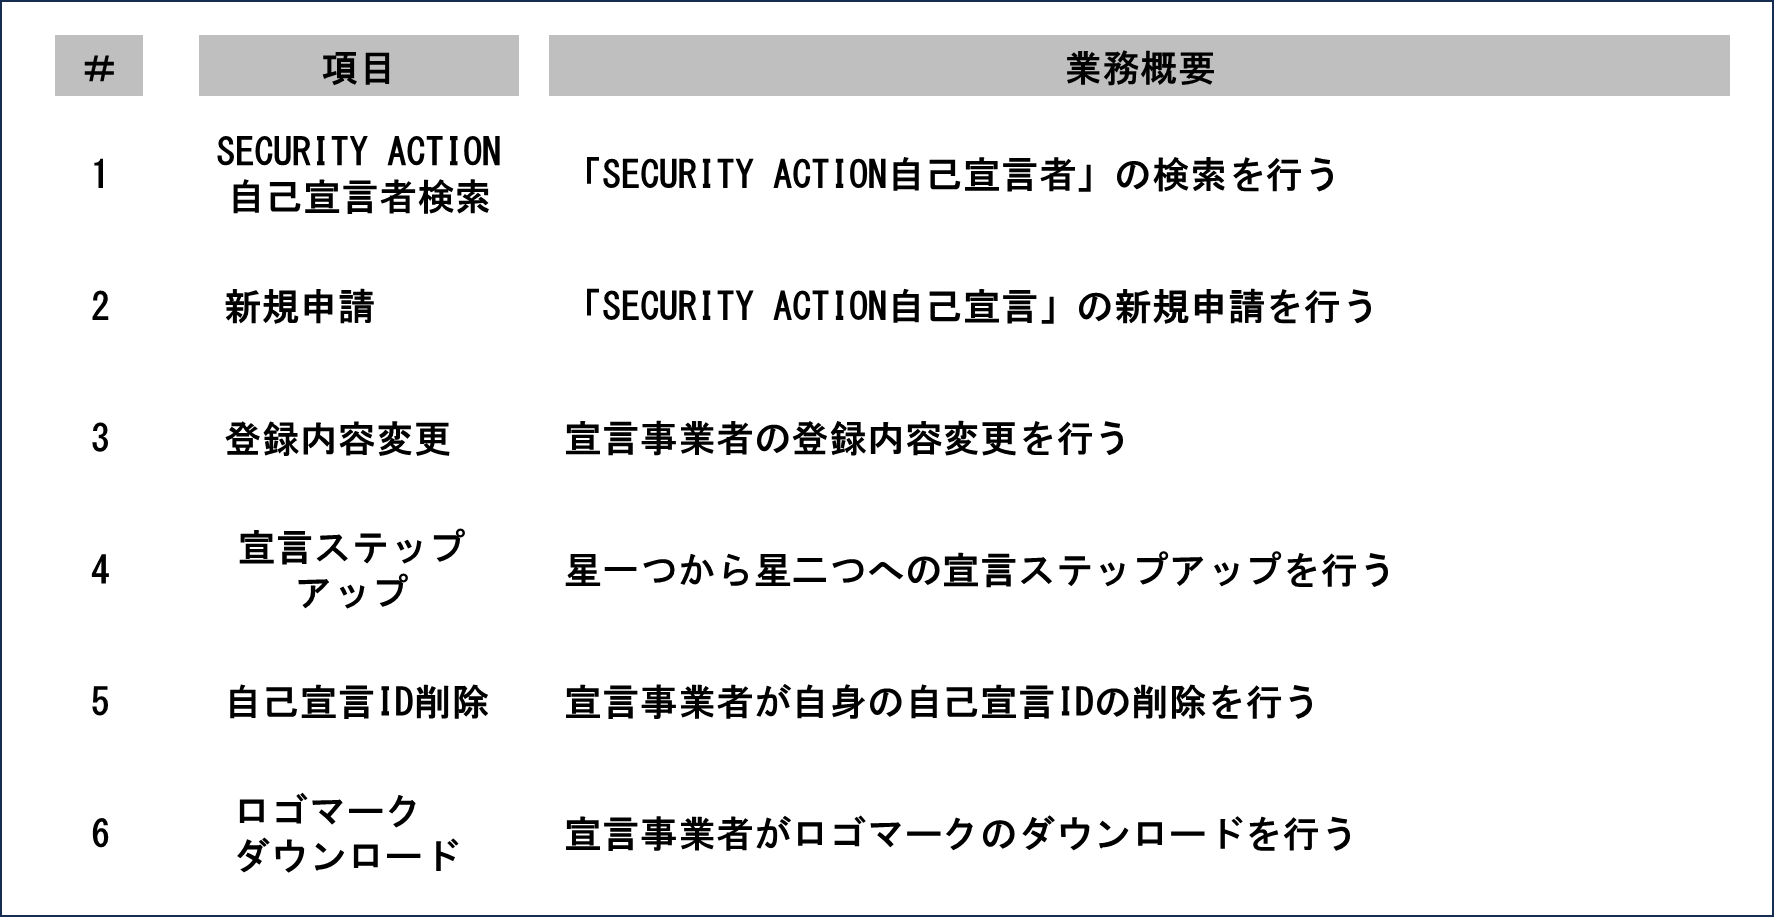 # 項目 業務概要
1 SECURITY ACTION
自己宣言者検索 「SECURITY ACTION自己宣言者」の検索を行う
2 新規申請 「SECURITY ACTION自己宣言」の新規申請を行う
3 登録内容変更 宣言事業者の登録内容変更を行う
4 宣言ステップ
アップ 星一つから星二つへの宣言ステップアップを行う
5 自己宣言ID削除 宣言事業者が自身の自己宣言IDの削除を行う
6 ロゴマーク
ダウンロード 宣言事業者がロゴマークのダウンロードを行う